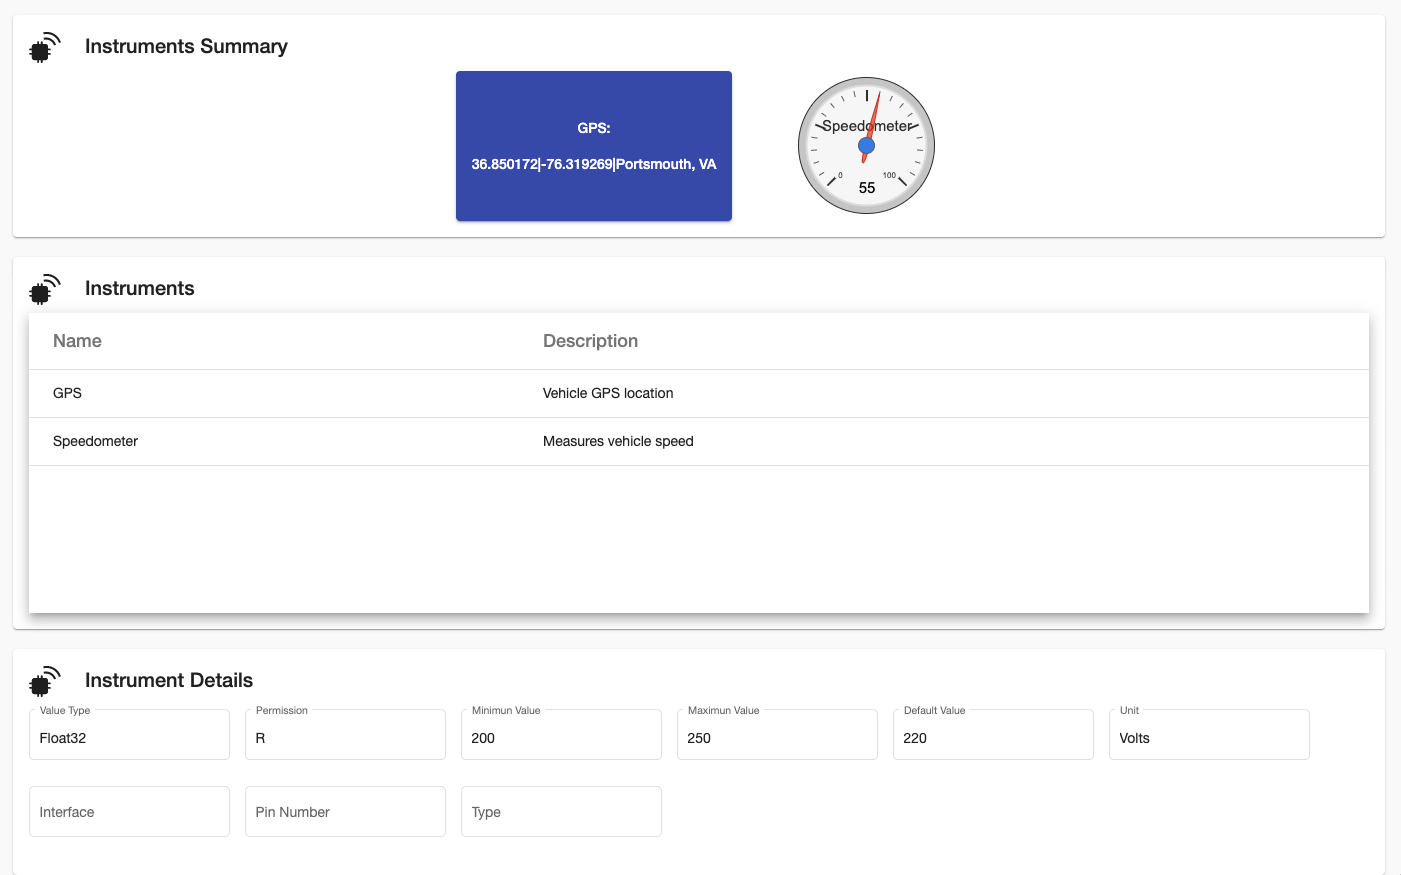 Instruments Summary
GPS:
36.850172|-76.319269|Portsmouth, VA
Speedometer
0
100
55
Instruments
Name Description
GPS Vehicle GPS location
Speedometer Measures vehicle speed
Instrument Details
Value Type Permission Minimun Value Maximun Value Default Value Unit
Float32 R 200 250 220 Volts
Interface Pin Number Type